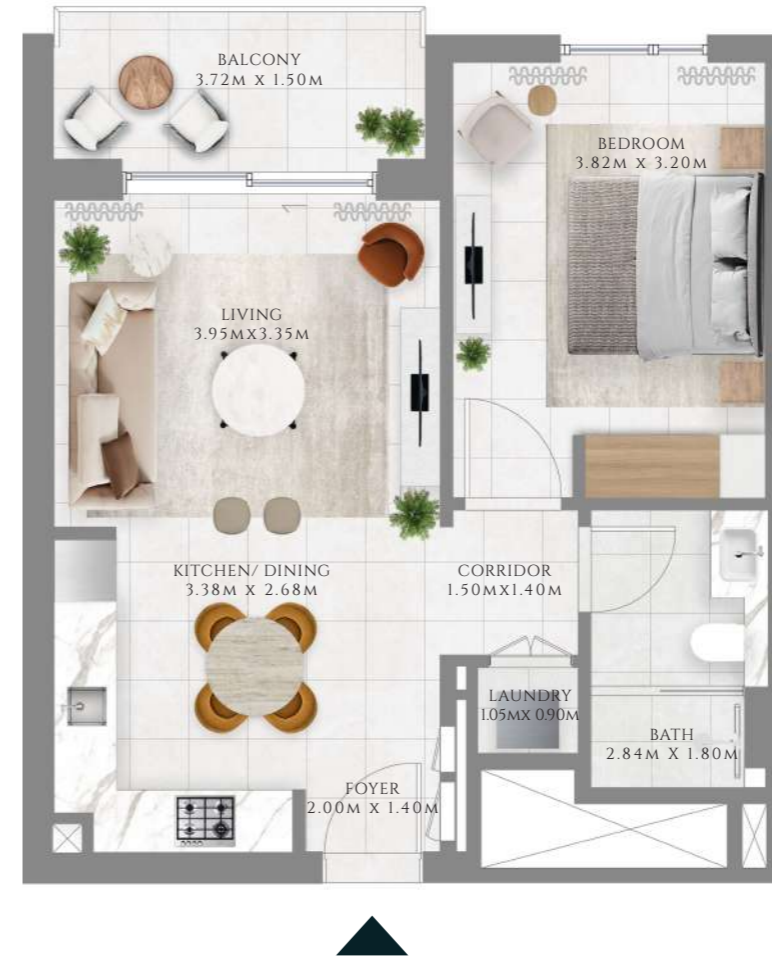 BALCONY
3.72M X 1.50M
BEDROOM
3.82M X 3.20M
LIVING
3.95MX3.35M
KITCHEN/ DINING
3.38M X 2.68M
CORRIDOR
1.50MX1.40M
LAUNDRY
1.05MX 0.90M
BATH
2.84M X 1.80M
FOYER
2.00M X 1.40M